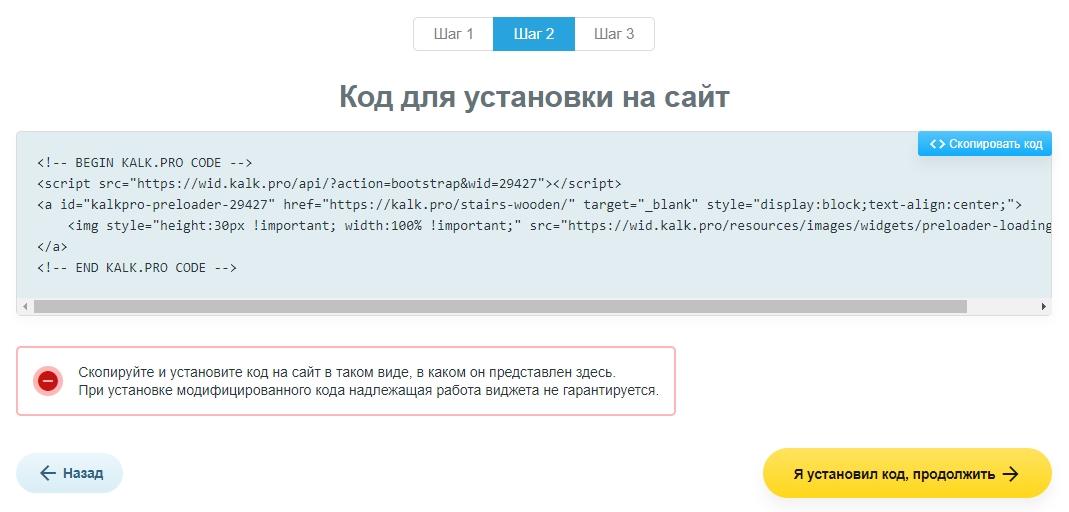 Шаг 1 Шаг 2 Шаг 3
Код для установки на сайт
<> Скопировать код
<!-- BEGIN KALK.PRO CODE -->
<script src="https://wid.kalk.pro/api/?action=bootstrap&wid=29427"></script>
<a id="kalkpro-preloader-29427" href="https://kalk.pro/stairs-wooden/" target="_blank" style="display:block;text-align:center;">
<img style="height:30px !important; width:100% !important;" src="https://wid.kalk.pro/resources/images/widgets/preloader-loading
</a>
<!-- END KALK.PRO CODE -->
Скопируйте и установите код на сайт в таком виде, в каком он представлен здесь.
При установке модифицированного кода надлежащая работа виджета не гарантируется.
← Назад
Я установил код, продолжить →